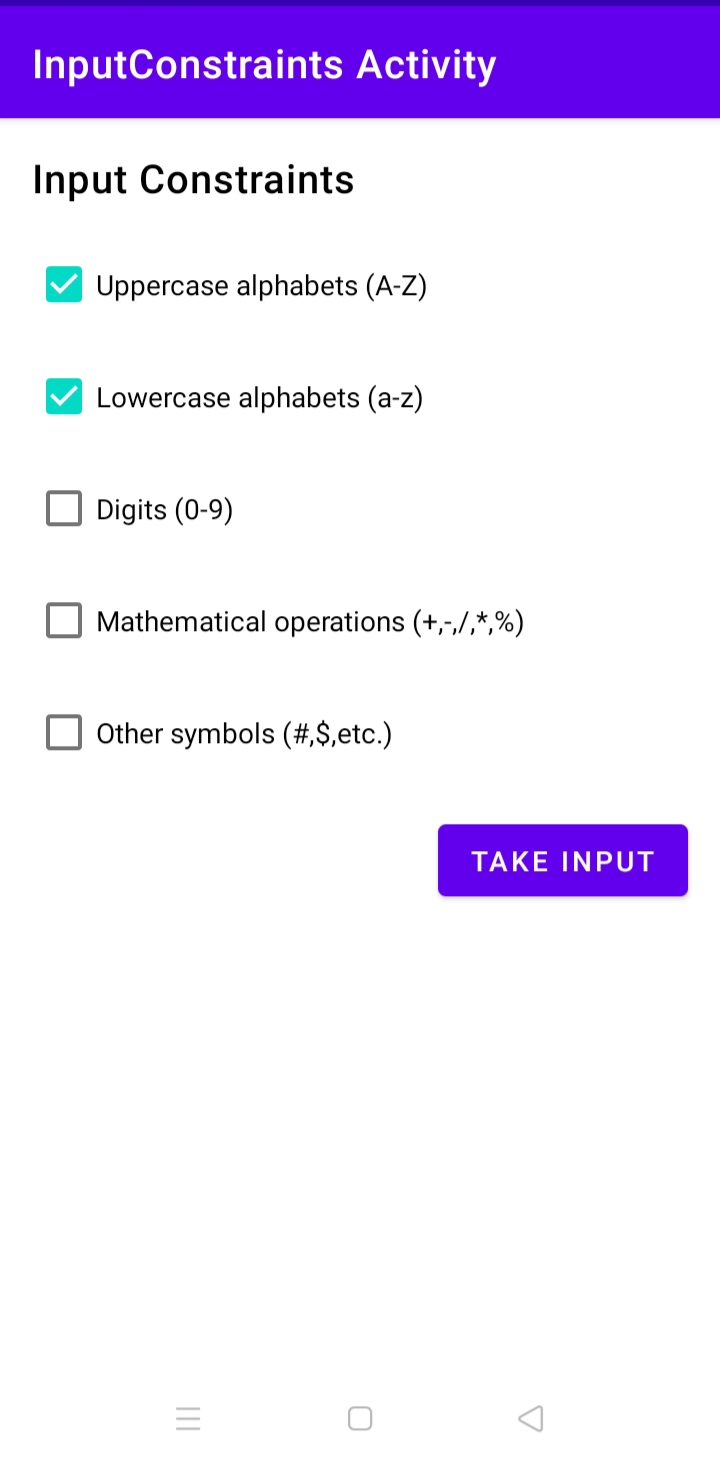 InputConstraints Activity
Input Constraints
Uppercase alphabets (A-Z)
Lowercase alphabets (a-z)
Digits (0-9)
Mathematical operations (+,-,/,*,%)
Other symbols (#,$,etc.)
TAKE INPUT